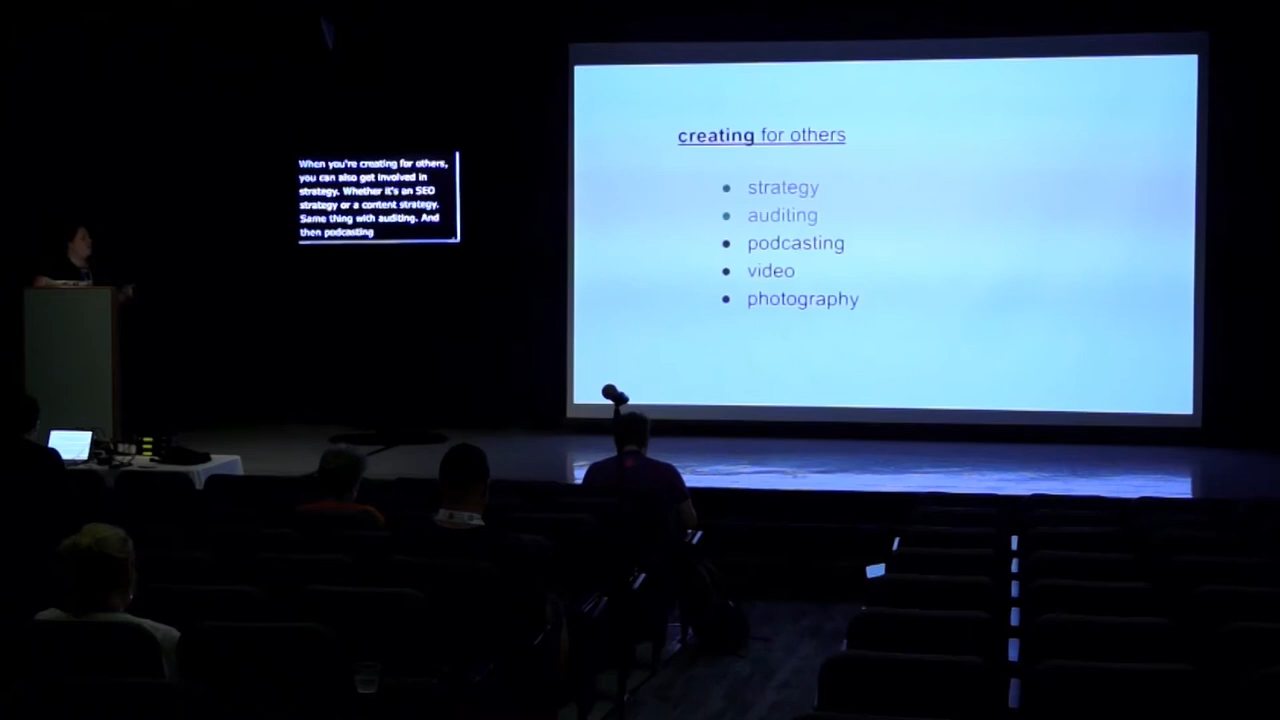 When you're creating for others,
you can also get involved in
strategy. Whether it's an SEO
strategy or a content strategy.
Same thing with auditing. And
then podcasting
creating for others
strategy
auditing
podcasting
video
photography